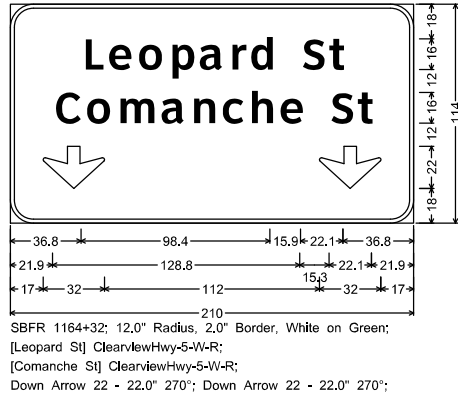 Leopard St
Comanche St
18
16
12
16
12
22
18
114
36.8 98.4 15.9 22.1 36.8
21.9 128.8 15.3 22.1 21.9
17 32 112 32 17
210
SBFR 1164+32; 12.0" Radius, 2.0" Border, White on Green;
[Leopard St] ClearviewHwy-5-W-R;
[Comanche St] ClearviewHwy-5-W-R;
Down Arrow 22 - 22.0" 270°; Down Arrow 22 - 22.0" 270°;